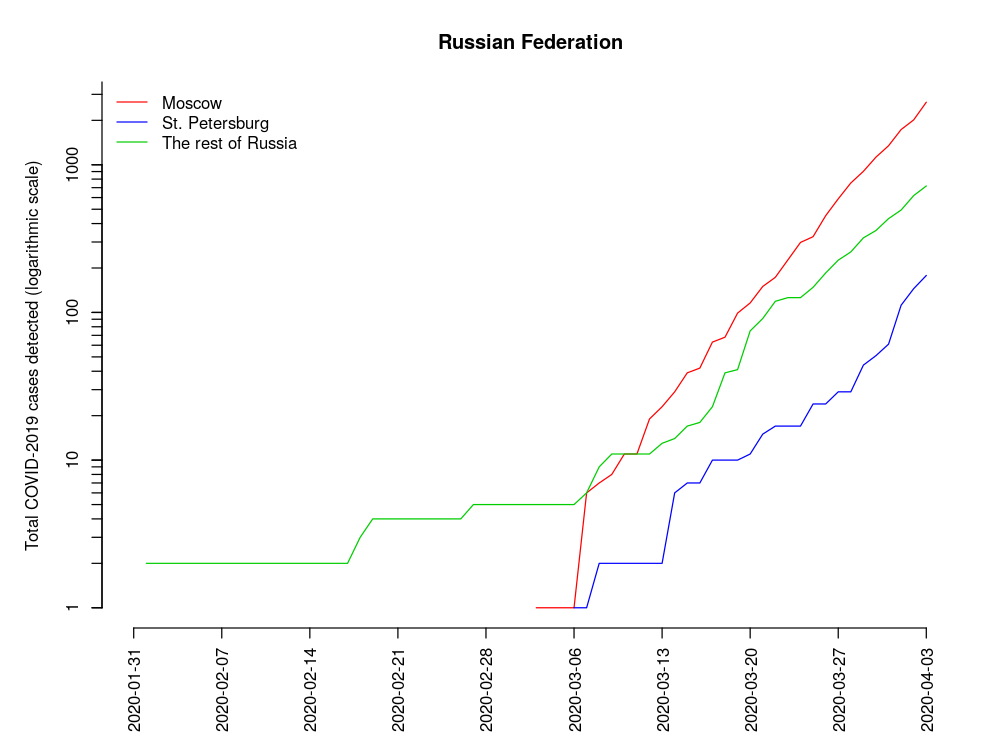 Russian Federation
Moscow
St. Petersburg
The rest of Russia
Total COVID-2019 cases detected (logarithmic scale)
1000
100
10
1
2020-01-31
2020-02-07
2020-02-14
2020-02-21
2020-02-28
2020-03-06
2020-03-13
2020-03-20
2020-03-27
2020-04-03